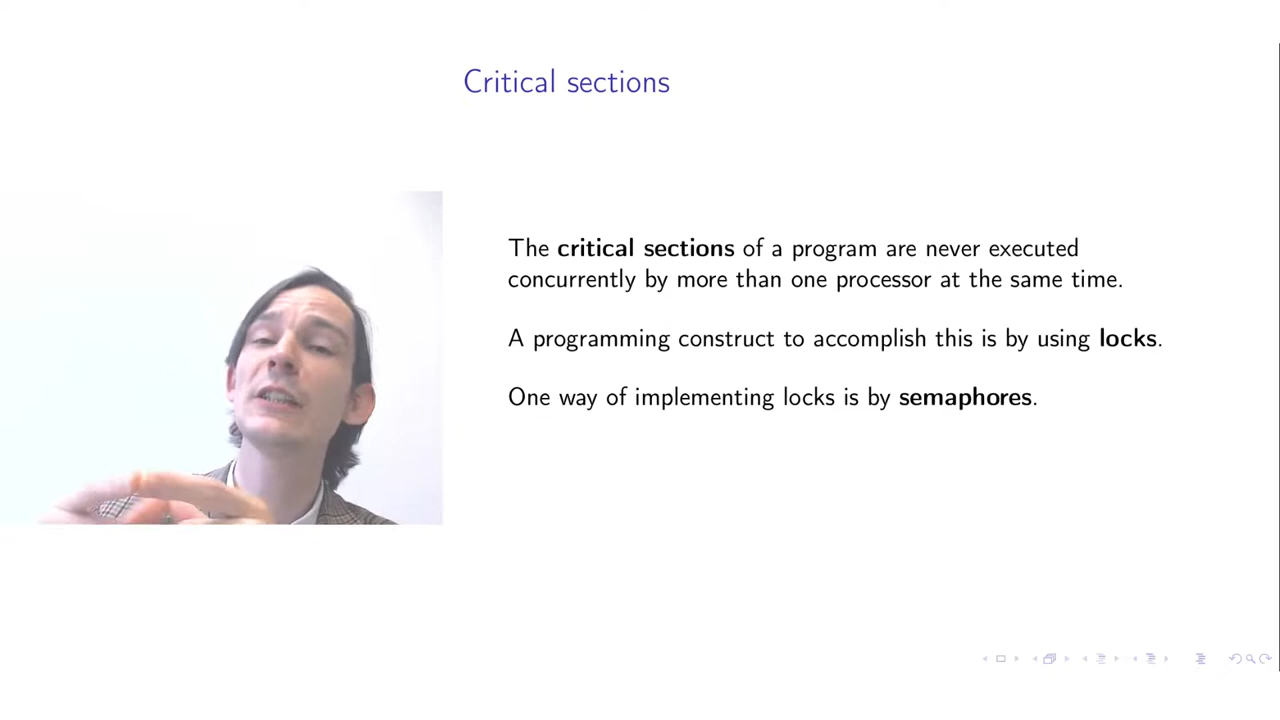 Critical sections
The critical sections of a program are never executed
concurrently by more than one processor at the same time.
A programming construct to accomplish this is by using locks.
One way of implementing locks is by semaphores.